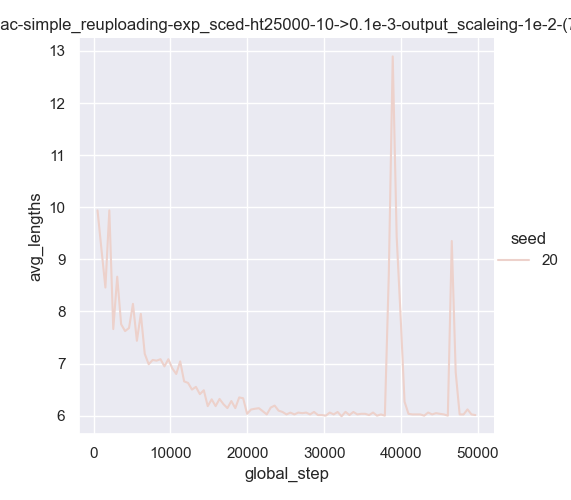 ac-simple_reuploading-exp_sced-ht25000-10->0.1e-3-output_scaleing-1e-2-(7
13
12
11
10
9
8
7
6
avg_lengths
seed
20
0 10000 20000 30000 40000 50000
global_step